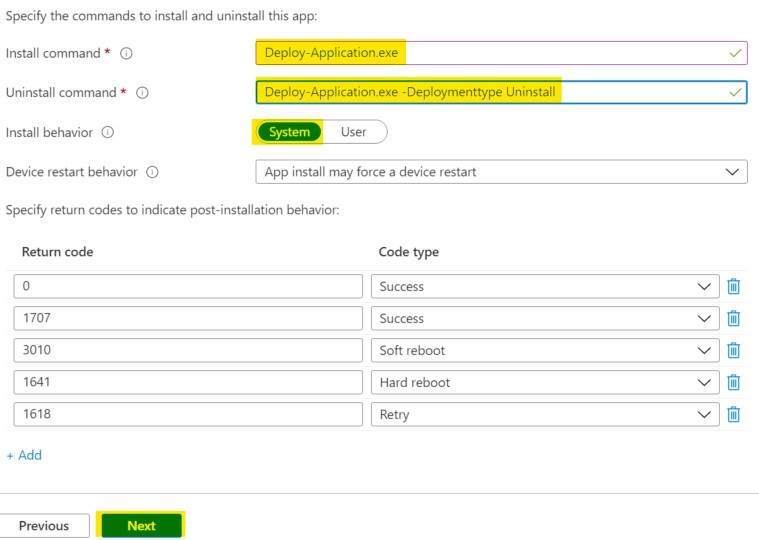 Specify the commands to install and uninstall this app:
Install command *
Deploy-Application.exe
Uninstall command *
Deploy-Application.exe -Deploymenttype Uninstall
Install behavior
System User
Device restart behavior
App install may force a device restart
Specify return codes to indicate post-installation behavior:
Return code Code type
0 Success
1707 Success
3010 Soft reboot
1641 Hard reboot
1618 Retry
+ Add
Previous Next